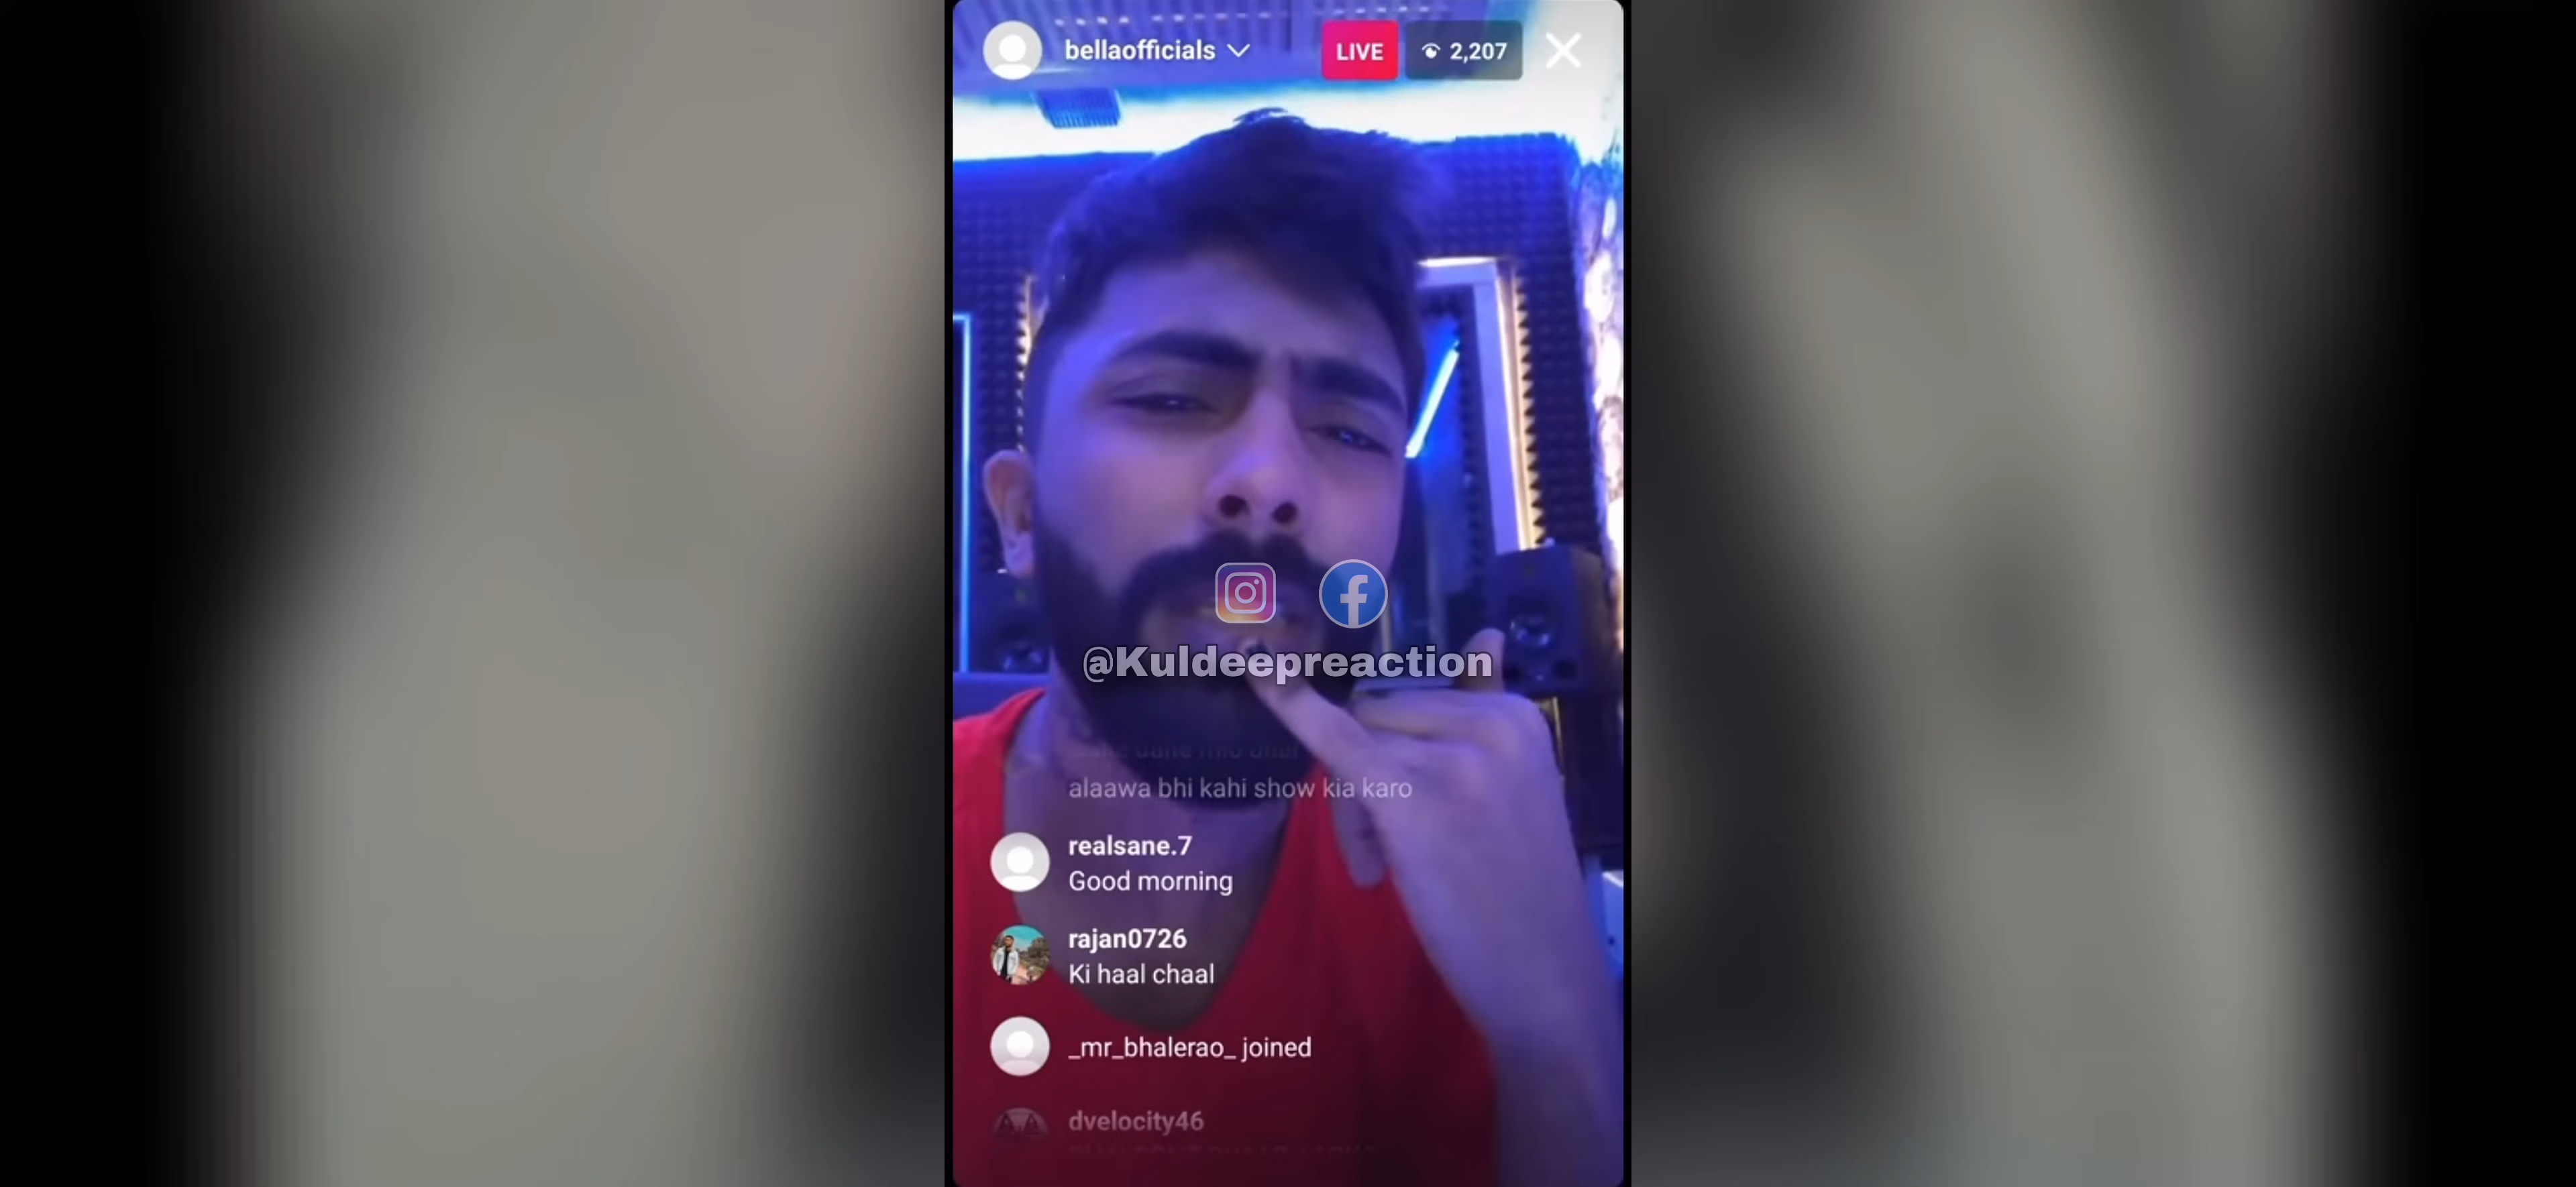 bellaofficials
LIVE
2,207
@Kuldeepreaction
alaawa bhi kahi show kia karo
realsane.7
Good morning
rajan0726
Ki haal chaal
_mr_bhalerao_ joined
dvelocity46